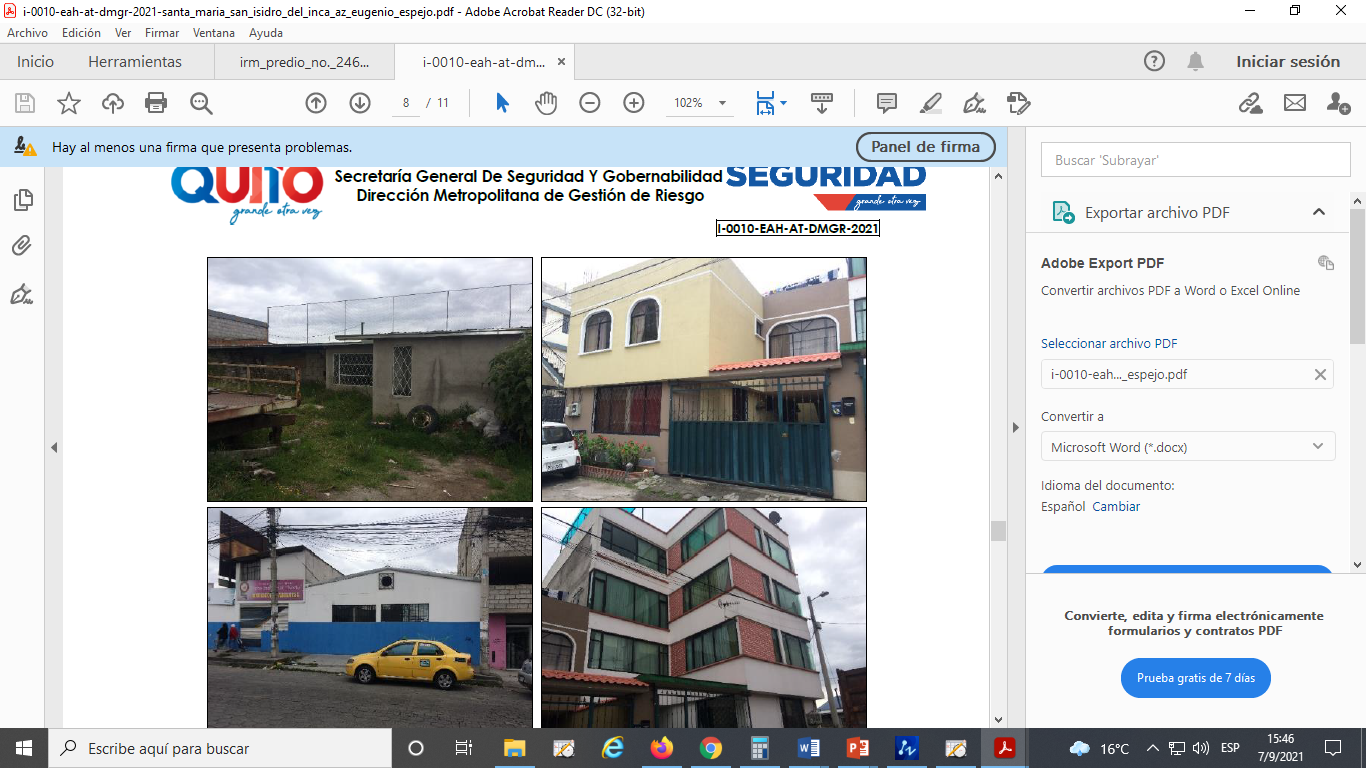 i-0010-eah-at-dmgr-2021-santa_maria_san_isidro_del_inca_az_eugenio_espejo.pdf - Adobe Acrobat Reader DC (32-bit)
Archivo Edición Ver Firmar Ventana Ayuda
Inicio Herramientas irm_predio_no._246... i-0010-eah-at-dm... Iniciar sesión
8 / 11 102%
Hay al menos una firma que presenta problemas. Panel de firma
QUITO
grande otra vez
Secretaría General De Seguridad Y Gobernabilidad
Dirección Metropolitana de Gestión de Riesgo
SEGURIDAD
grande otra vez
I-0010-EAH-AT-DMGR-2021
Buscar 'Subrayar'
Exportar archivo PDF
Adobe Export PDF
Convertir archivos PDF a Word o Excel Online
Seleccionar archivo PDF
i-0010-eah..._espejo.pdf
Convertir a
Microsoft Word (*.docx)
Idioma del documento:
Español Cambiar
Convierte, edita y firma electrónicamente
formularios y contratos PDF
Prueba gratis de 7 días
Escribe aquí para buscar
16°C ESP 15:46
7/9/2021